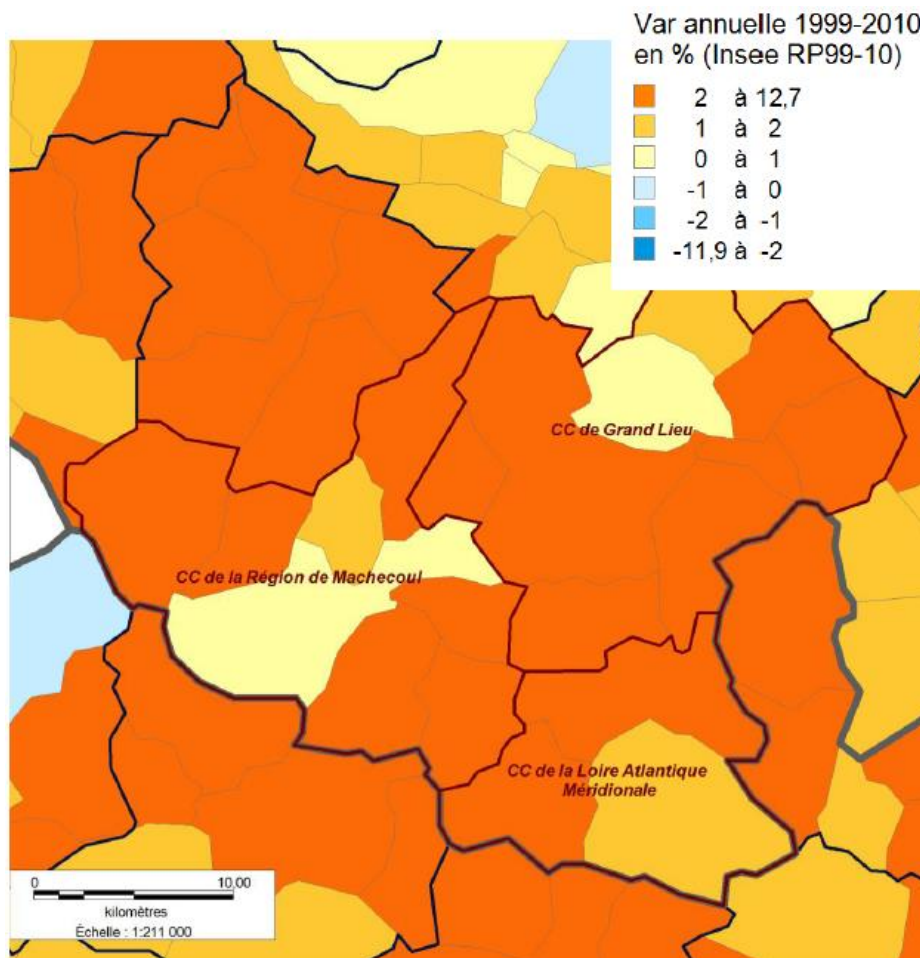 Var annuelle 1999-2010
en % (Insee RP99-10)
2 à 12,7
1 à 2
0 à 1
-1 à 0
-2 à -1
-11,9 à -2
CC de Grand Lieu
CC de la Région de Machecoul
CC de la Loire Atlantique
Méridionale
0 10,00
kilomètres
Échelle : 1:211 000